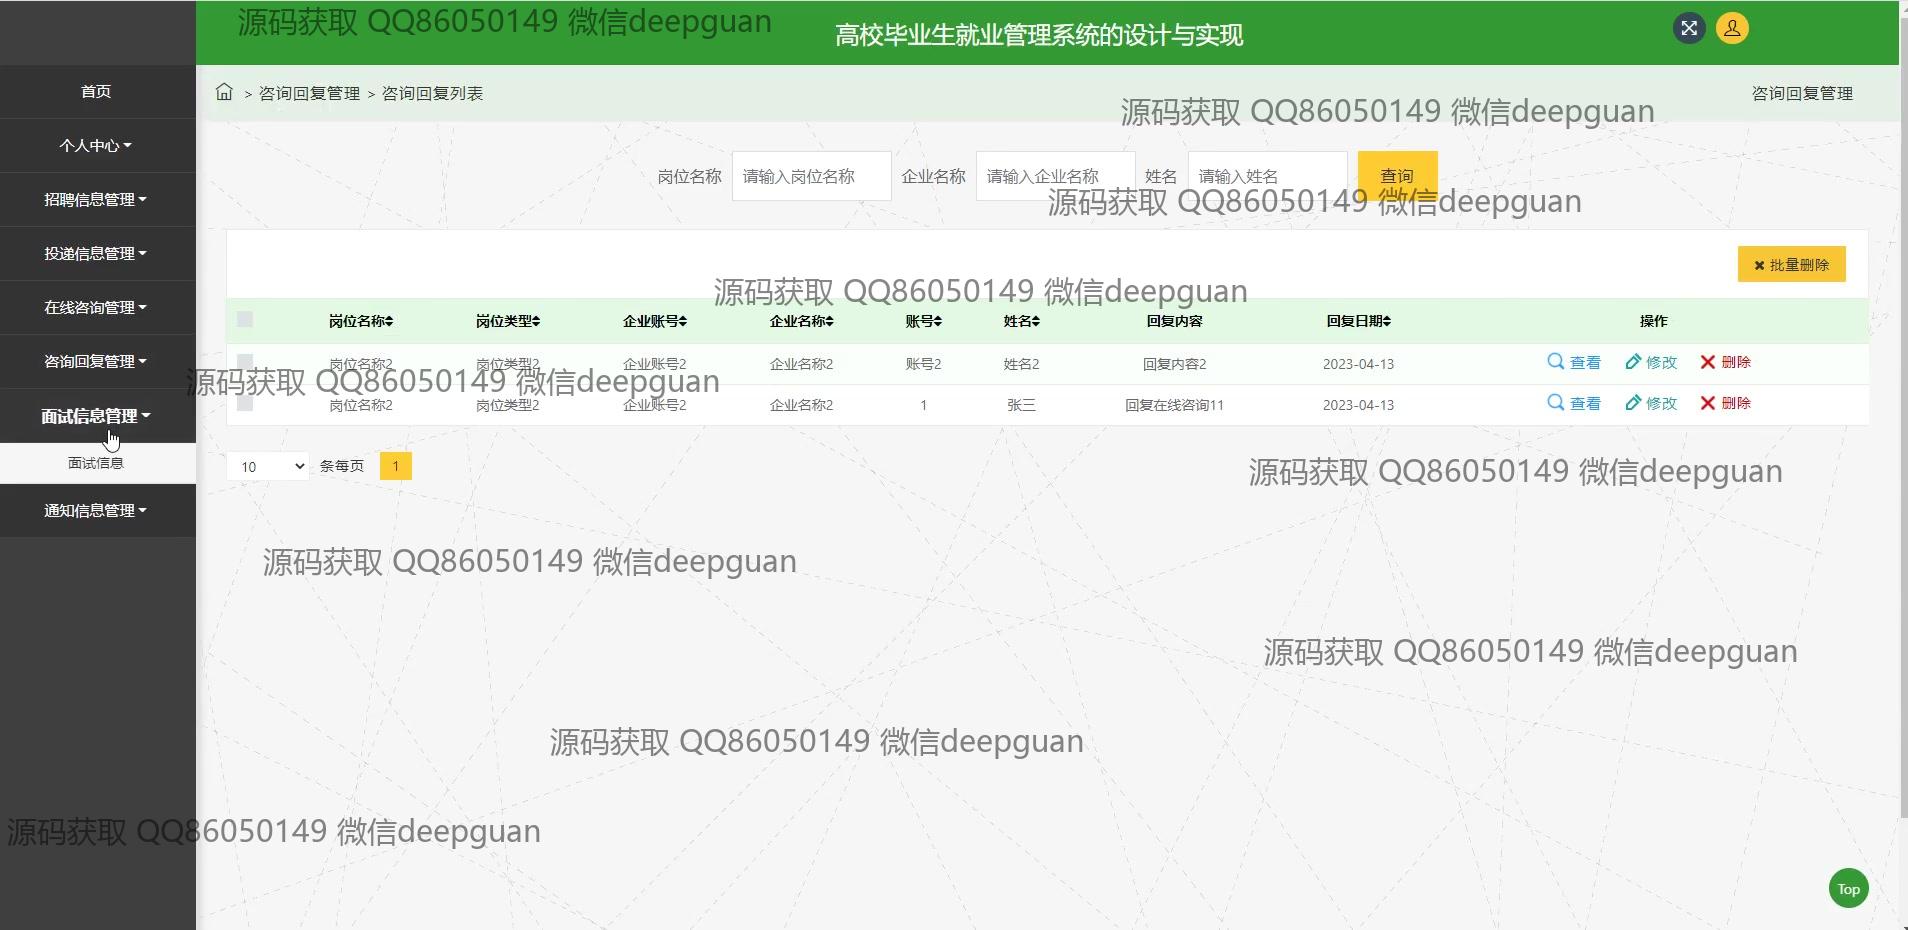 源码获取 QQ86050149 微信deepguan
高校毕业生就业管理系统的设计与实现
首页
个人中心
招聘信息管理
投递信息管理
在线咨询管理
咨询回复管理
面试信息管理
面试信息
通知信息管理
> 咨询回复管理 > 咨询回复列表
咨询回复管理
源码获取 QQ86050149 微信deepguan
岗位名称 请输入岗位名称 企业名称 请输入企业名称 姓名 请输入姓名 查询
源码获取 QQ86050149 微信deepguan
批量删除
源码获取 QQ86050149 微信deepguan
岗位名称 岗位类型 企业账号 企业名称 账号 姓名 回复内容 回复日期 操作
岗位名称2 岗位类型2 企业账号2 企业名称2 账号2 姓名2 回复内容2 2023-04-13 查看 修改 删除
源码获取 QQ86050149 微信deepguan
岗位名称2 岗位类型2 企业账号2 企业名称2 1 张三 回复在线咨询11 2023-04-13 查看 修改 删除
10 条每页 1
源码获取 QQ86050149 微信deepguan
源码获取 QQ86050149 微信deepguan
源码获取 QQ86050149 微信deepguan
源码获取 QQ86050149 微信deepguan
源码获取 QQ86050149 微信deepguan
Top